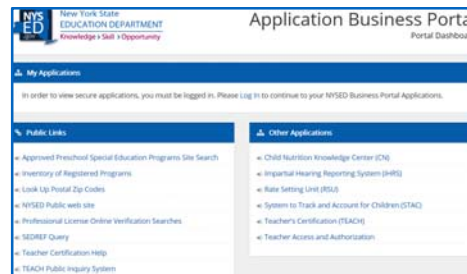 NYS
ED
New York State
EDUCATION DEPARTMENT
Knowledge > Skill > Opportunity
Application Business Porta
Portal Dashboa
My Applications
In order to view secure applications, you must be logged in. Please Log In to continue to your NYSED Business Portal Applications.
Public Links
Approved Preschool Special Education Programs Site Search
Inventory of Registered Programs
Look Up Postal Zip Codes
NYSED Public web site
Professional License Online Verification Searches
SEDREF Query
Teacher Certification Help
TEACH Public Inquiry System
Other Applications
Child Nutrition Knowledge Center (CN)
Impartial Hearing Reporting System (IHRS)
Rate Setting Unit (RSU)
System to Track and Account for Children (STAC)
Teacher's Certification (TEACH)
Teacher Access and Authorization